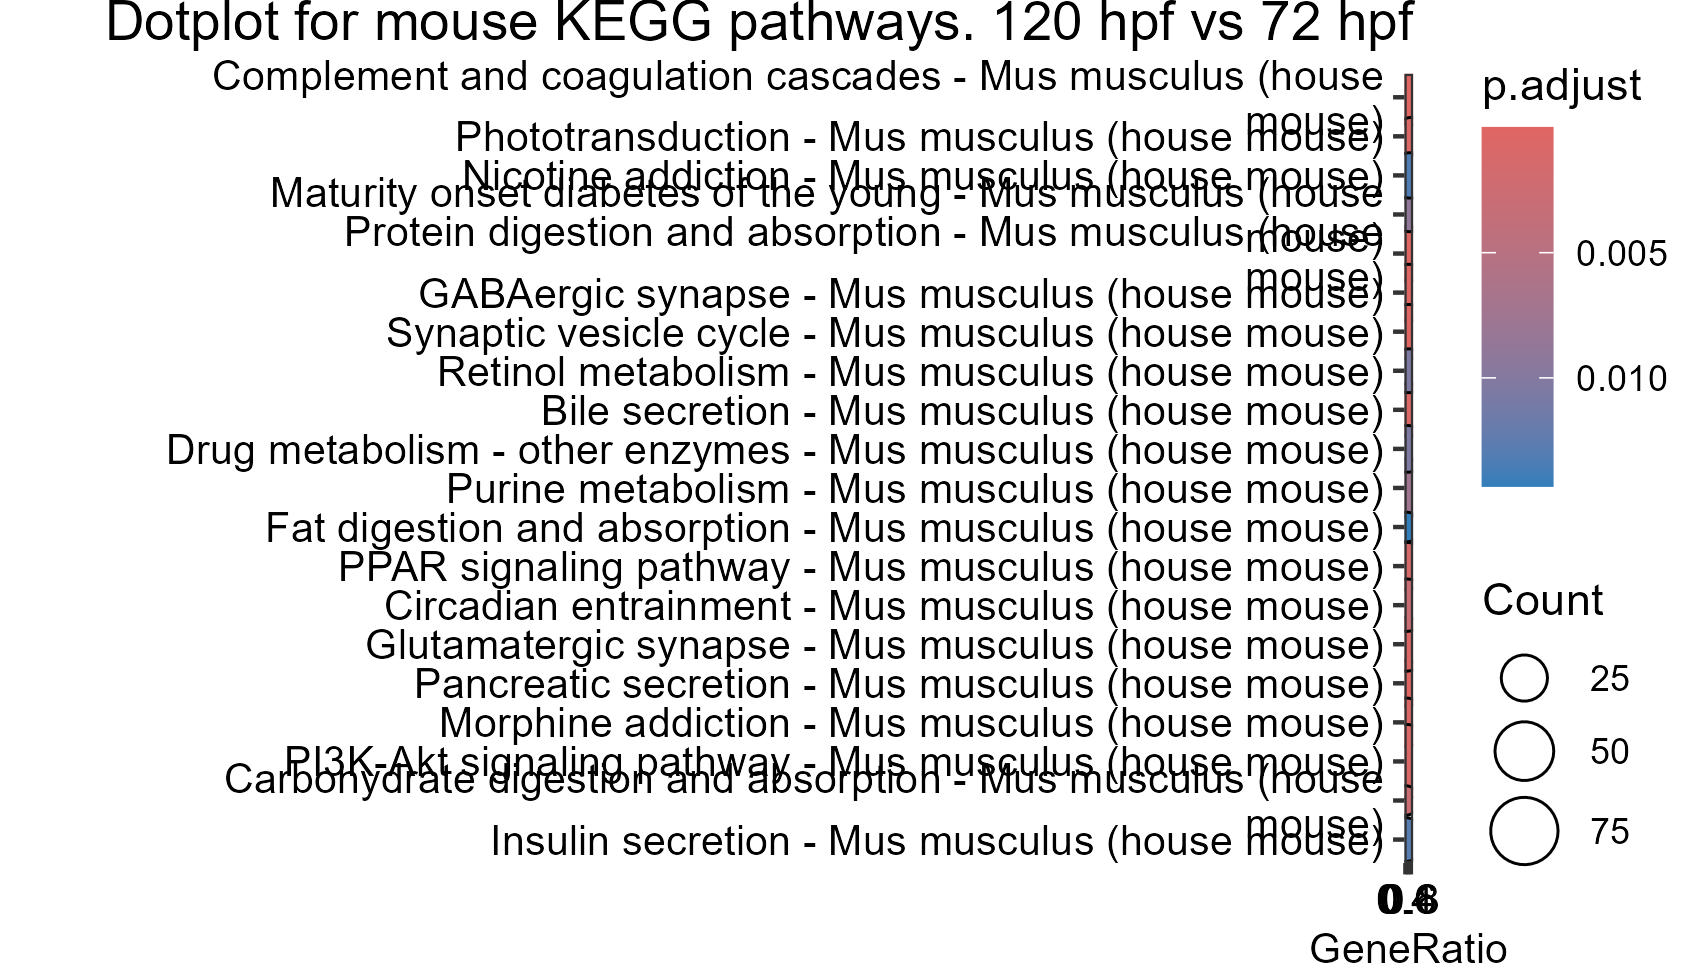 Dotplot for mouse KEGG pathways. 120 hpf vs 72 hpf
Complement and coagulation cascades - Mus musculus (house
mouse)
Phototransduction - Mus musculus (house mouse)
Nicotine addiction - Mus musculus (house mouse)
Maturity onset diabetes of the young - Mus musculus (house
mouse)
Protein digestion and absorption - Mus musculus (house
mouse)
GABAergic synapse - Mus musculus (house mouse)
Synaptic vesicle cycle - Mus musculus (house mouse)
Retinol metabolism - Mus musculus (house mouse)
Bile secretion - Mus musculus (house mouse)
Drug metabolism - other enzymes - Mus musculus (house mouse)
Purine metabolism - Mus musculus (house mouse)
Fat digestion and absorption - Mus musculus (house mouse)
PPAR signaling pathway - Mus musculus (house mouse)
Circadian entrainment - Mus musculus (house mouse)
Glutamatergic synapse - Mus musculus (house mouse)
Pancreatic secretion - Mus musculus (house mouse)
Morphine addiction - Mus musculus (house mouse)
PI3K-Akt signaling pathway - Mus musculus (house mouse)
Carbohydrate digestion and absorption - Mus musculus (house
mouse)
Insulin secretion - Mus musculus (house mouse)
GeneRatio
p.adjust
0.005
0.010
Count
25
50
75